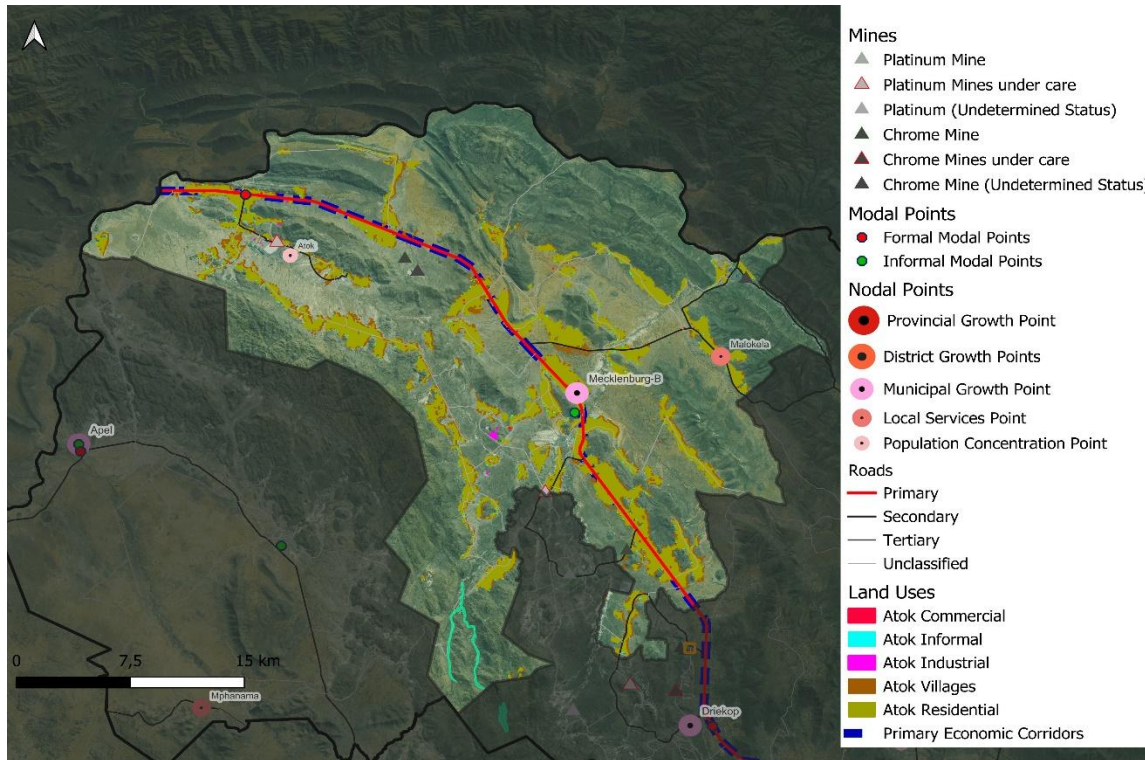 Mines
Platinum Mine
Platinum Mines under care
Platinum (Undetermined Status)
Chrome Mine
Chrome Mines under care
Chrome Mine (Undetermined Status)
Modal Points
Formal Modal Points
Informal Modal Points
Nodal Points
Provincial Growth Point
District Growth Points
Municipal Growth Point
Local Services Point
Population Concentration Point
Roads
Primary
Secondary
Tertiary
Unclassified
Land Uses
Atok Commercial
Atok Informal
Atok Industrial
Atok Villages
Atok Residential
Primary Economic Corridors
Atok
Malokela
Mecklenburg-B
Apel
0 7,5 15 km
Mphanama
Driekop